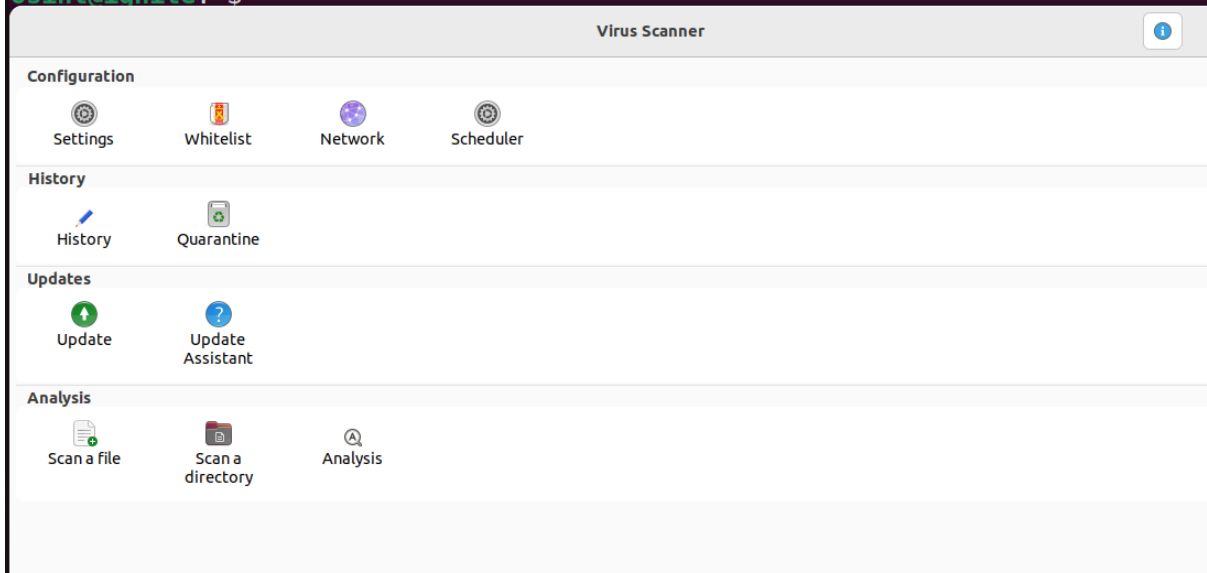 Virus Scanner
Configuration
Settings Whitelist Network Scheduler
History
History Quarantine
Updates
Update Update Assistant
Analysis
Scan a file Scan a directory Analysis